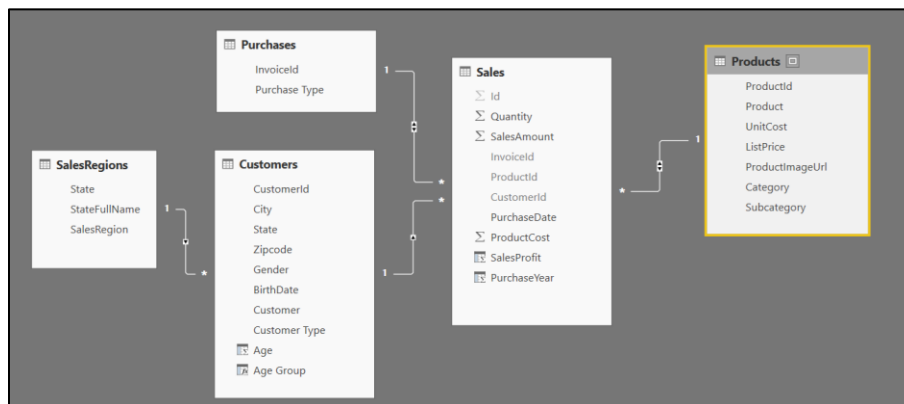 Purchases
InvoiceId
Purchase Type
1
*
SalesRegions
State
StateFullName
SalesRegion
1
*
Customers
CustomerId
City
State
Zipcode
Gender
BirthDate
Customer
Customer Type
Age
Age Group
1
*
Sales
Σ Id
Σ Quantity
Σ SalesAmount
InvoiceId
ProductId
CustomerId
PurchaseDate
Σ ProductCost
SalesProfit
PurchaseYear
*
1
Products
ProductId
Product
UnitCost
ListPrice
ProductImageUrl
Category
Subcategory